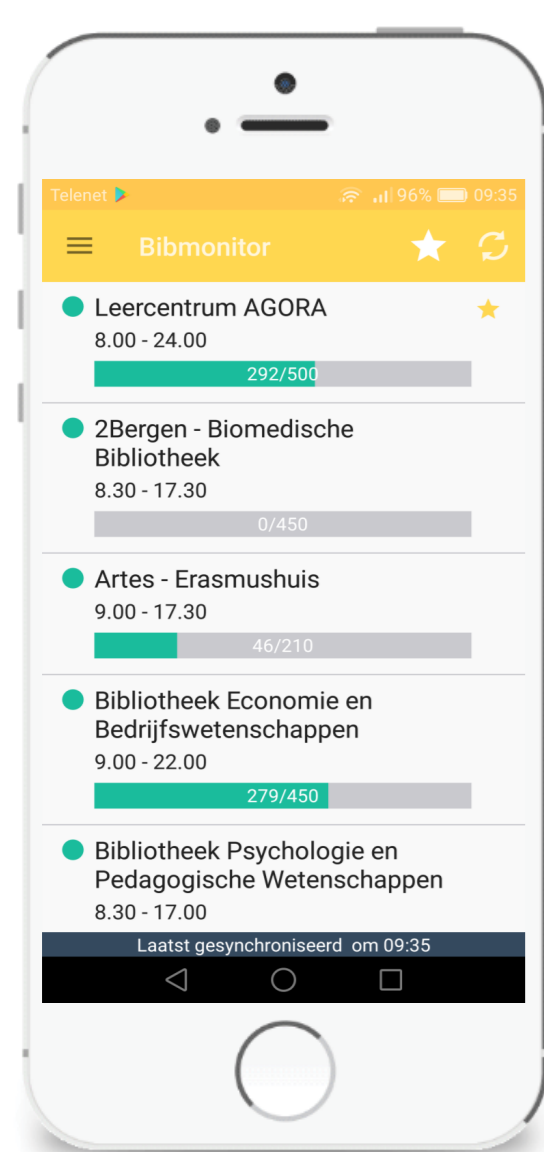 Telenet 96% 09:35
Bibmonitor
Leercentrum AGORA
8.00 - 24.00
292/500
2Bergen - Biomedische
Bibliotheek
8.30 - 17.30
0/450
Artes - Erasmushuis
9.00 - 17.30
46/210
Bibliotheek Economie en
Bedrijfswetenschappen
9.00 - 22.00
279/450
Bibliotheek Psychologie en
Pedagogische Wetenschappen
8.30 - 17.00
Laatst gesynchroniseerd om 09:35